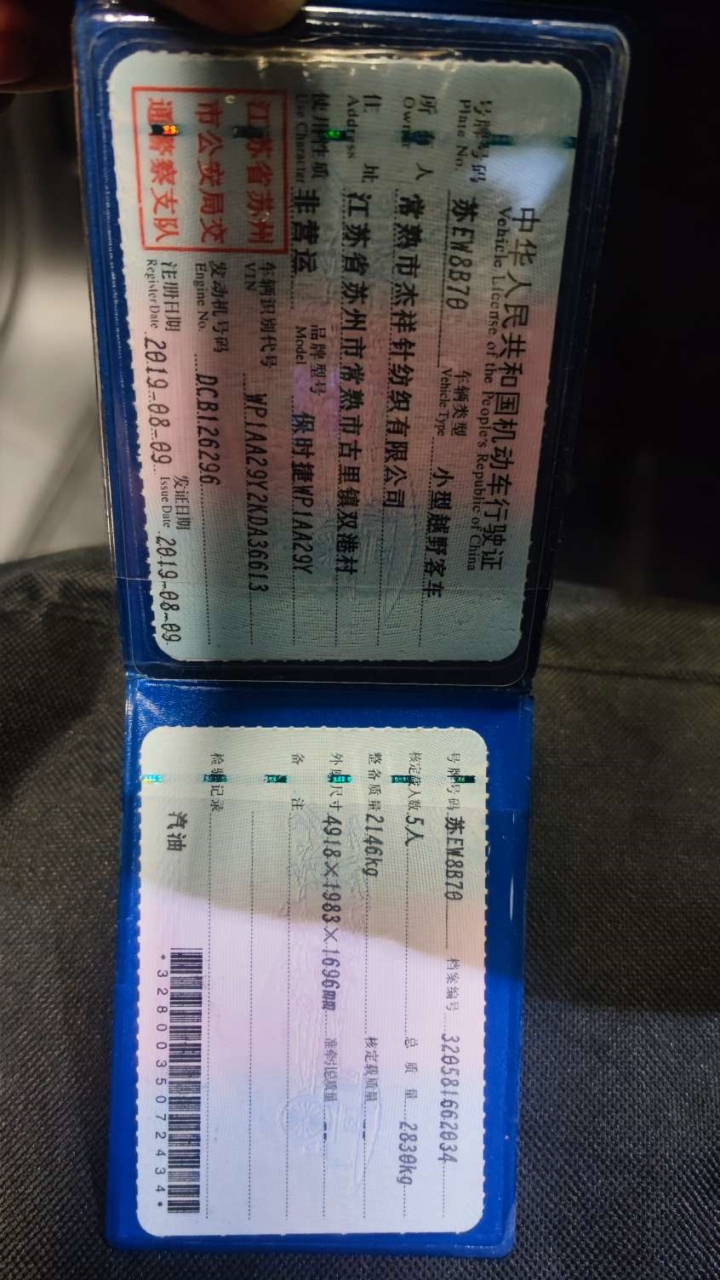 中华人民共和国机动车行驶证
Vehicle License of the People's Republic of China
号牌号码 苏EW8B70 车辆类型 小型越野客车
Plate No. Vehicle Type
所有人 常熟市杰祥针纺织有限公司
Owner
住址 江苏省苏州市常熟市古里镇双港村
Address
使用性质 非营运 品牌型号 保时捷WP1AA29Y
Use Character Model
江苏省苏州
市公安局交
通警察支队
车辆识别代号 WP1AA29Y2KDA36613
VIN
发动机号码 DCB126296
Engine No.
注册日期 2019-08-09 发证日期 2019-08-09
Register Date Issue Date
号牌号码 苏EW8B70 档案编号 320581662034
核定载人数 5人 总质量 2830kg
整备质量 2146kg 核定载质量 --
外廓尺寸 4918×1983×1696mm 准牵引总质量 --
备注
检验记录
汽油
*3280035072434*